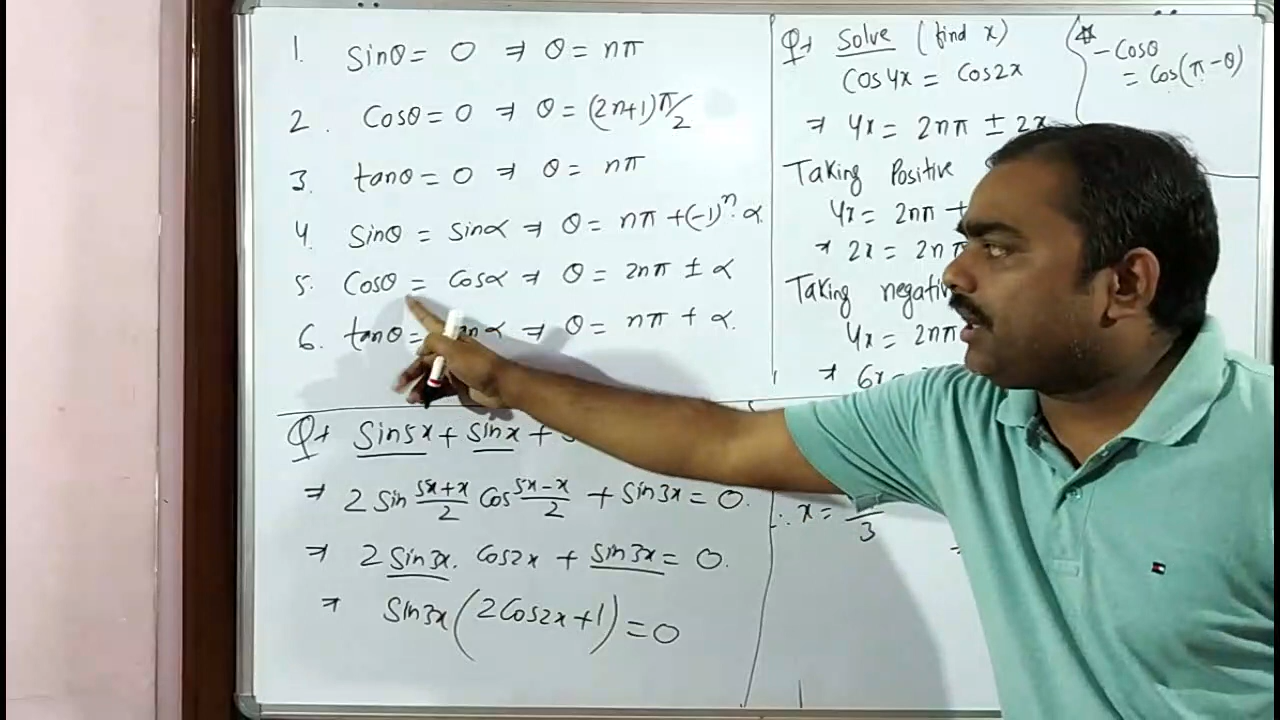 1. Sinθ = 0 ⇒ θ = nπ
2. Cosθ = 0 ⇒ θ = (2n+1)π/2
3. tanθ = 0 ⇒ θ = nπ
4. Sinθ = Sinα ⇒ θ = nπ + (-1)ⁿ·α
5. Cosθ = Cosα ⇒ θ = 2nπ ± α
6. tanθ = α ⇒ θ = nπ + α.
Q→ Sin5x + Sinx +
⇒ 2 Sin (5x+x)/2 Cos (5x-x)/2 + Sin3x = 0.
⇒ 2 Sin3x. Cos2x + Sin3x = 0.
⇒ Sin3x (2Cos2x + 1) = 0
Q→ Solve (find x)
Cos4x = Cos2x
⇒ 4x = 2nπ ± 2x
Taking Positive
4x = 2nπ +
⇒ 2x = 2nπ
Taking
4x = 2nπ
⇒ 6x =
∴ x = /3
☆ -Cosθ
= Cos(π-θ)